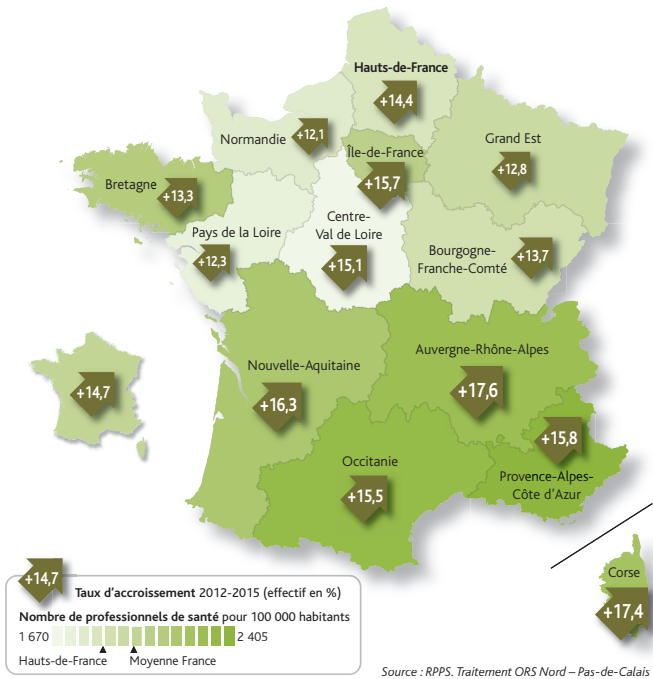 Hauts-de-France
+14,4
Normandie
+12,1
Grand Est
+12,8
Île-de-France
+15,7
Bretagne
+13,3
Pays de la Loire
+12,3
Centre-
Val de Loire
+15,1
Bourgogne-
Franche-Comté
+13,7
Nouvelle-Aquitaine
+16,3
Auvergne-Rhône-Alpes
+17,6
+14,7
+15,8
Provence-Alpes-
Côte d'Azur
Occitanie
+15,5
Corse
+17,4
+14,7
Taux d'accroissement 2012-2015 (effectif en %)
Nombre de professionnels de santé pour 100 000 habitants
1 670 2 405
Hauts-de-France Moyenne France
Source : RPPS. Traitement ORS Nord – Pas-de-Calais